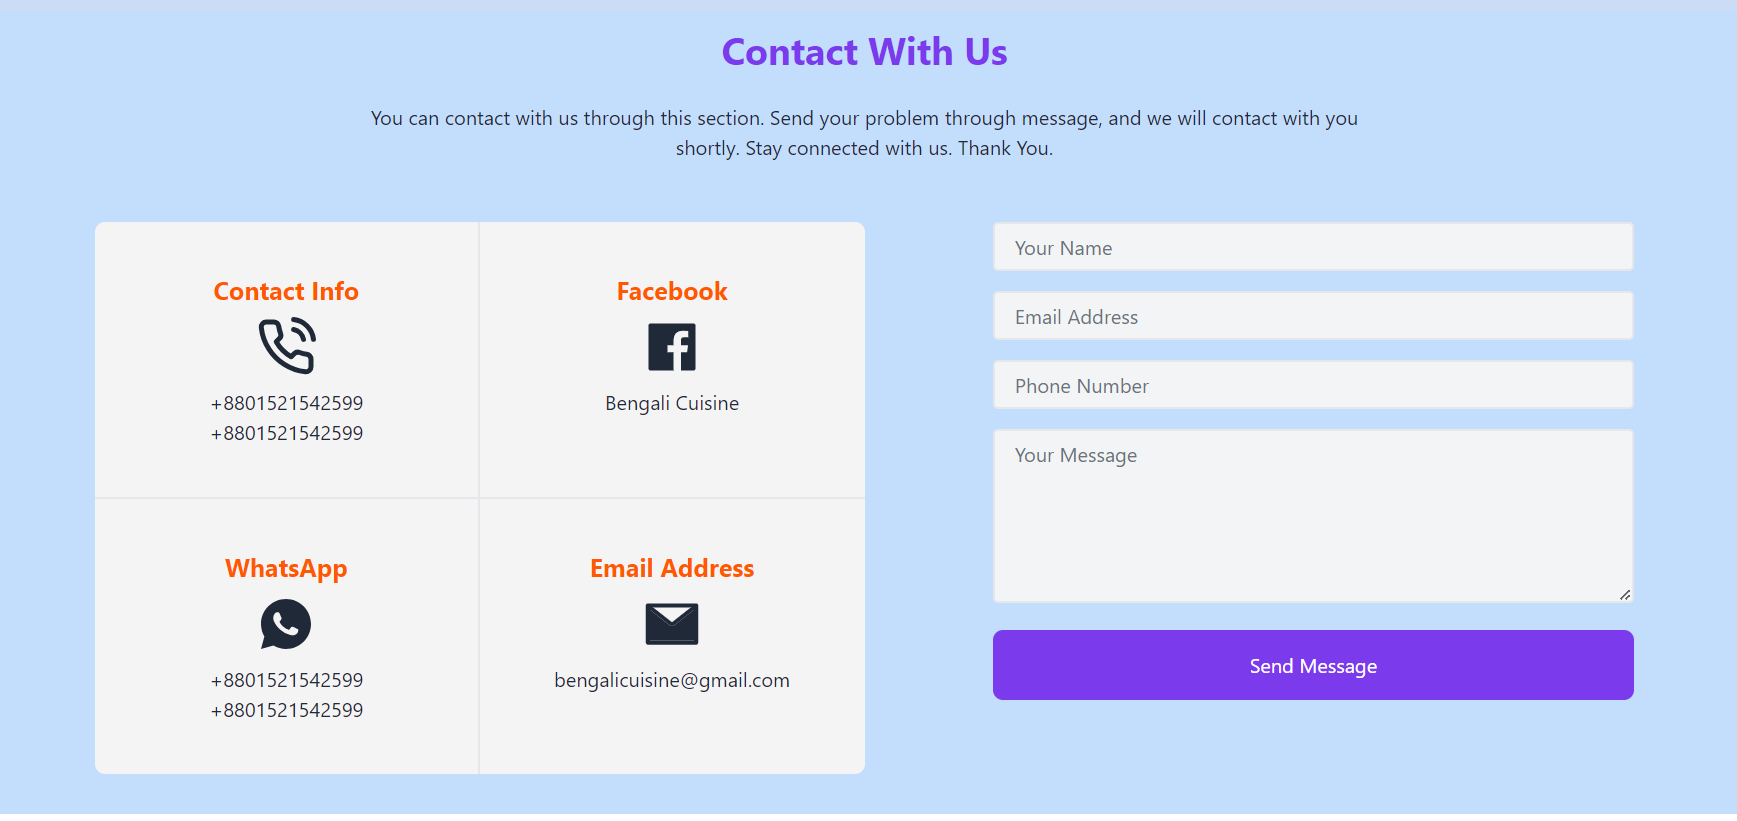 Contact With Us
You can contact with us through this section. Send your problem through message, and we will contact with you
shortly. Stay connected with us. Thank You.
Contact Info
+8801521542599
+8801521542599
Facebook
Bengali Cuisine
WhatsApp
+8801521542599
+8801521542599
Email Address
bengalicuisine@gmail.com
Your Name
Email Address
Phone Number
Your Message
Send Message